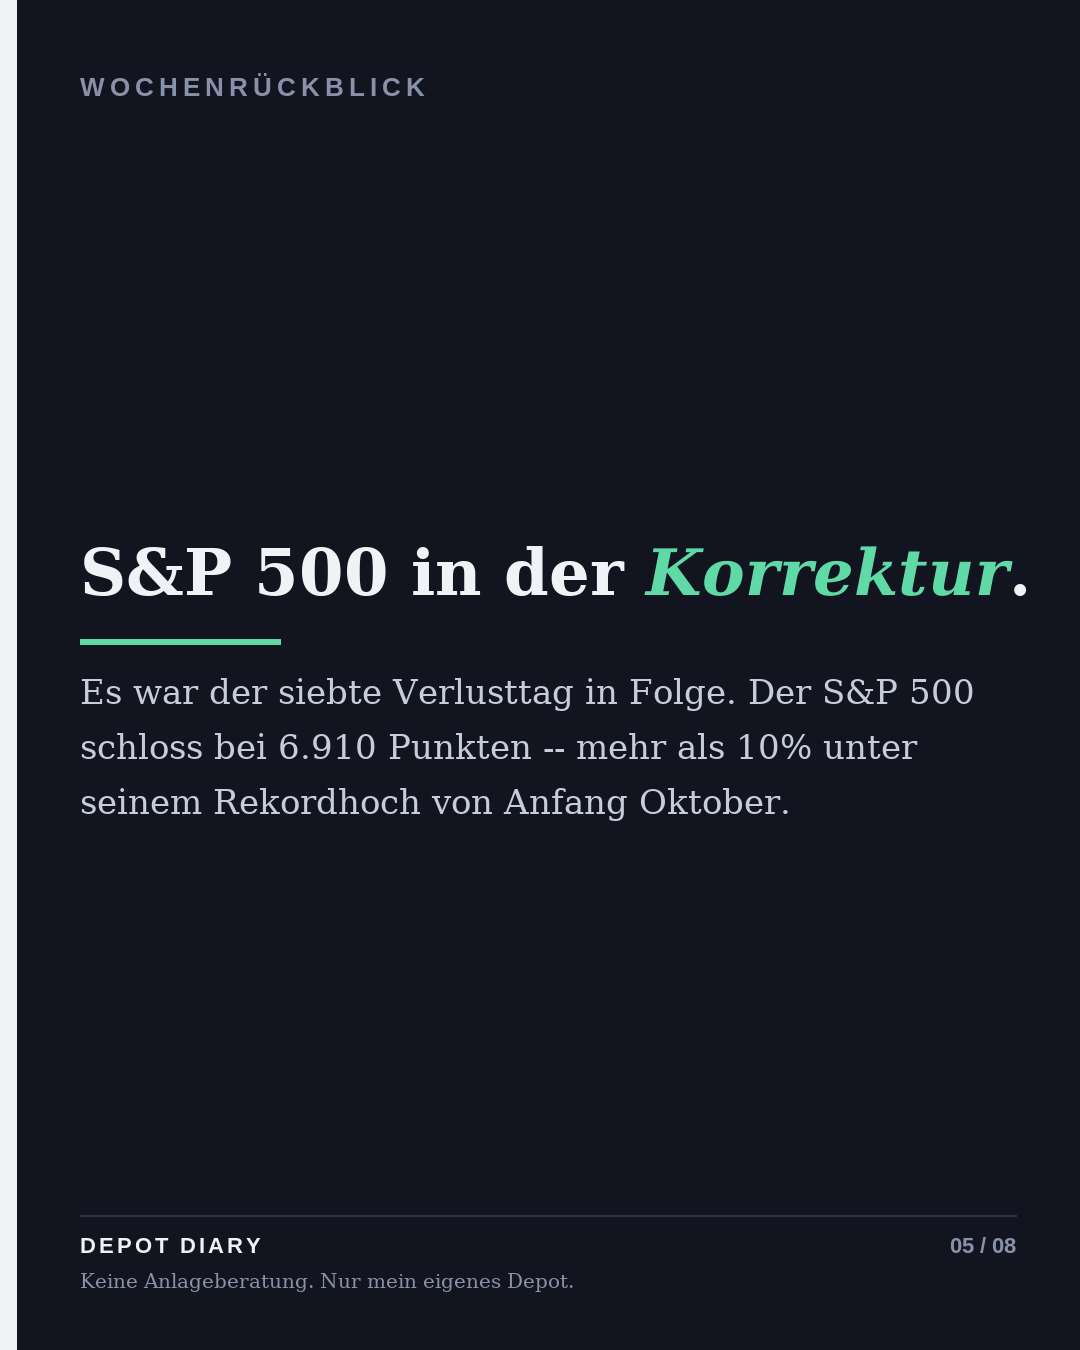 WOCHENRÜCKBLICK
S&P 500 in der Korrektur.
Es war der siebte Verlusttag in Folge. Der S&P 500
schloss bei 6.910 Punkten -- mehr als 10% unter
seinem Rekordhoch von Anfang Oktober.
DEPOT DIARY
05 / 08
Keine Anlageberatung. Nur mein eigenes Depot.